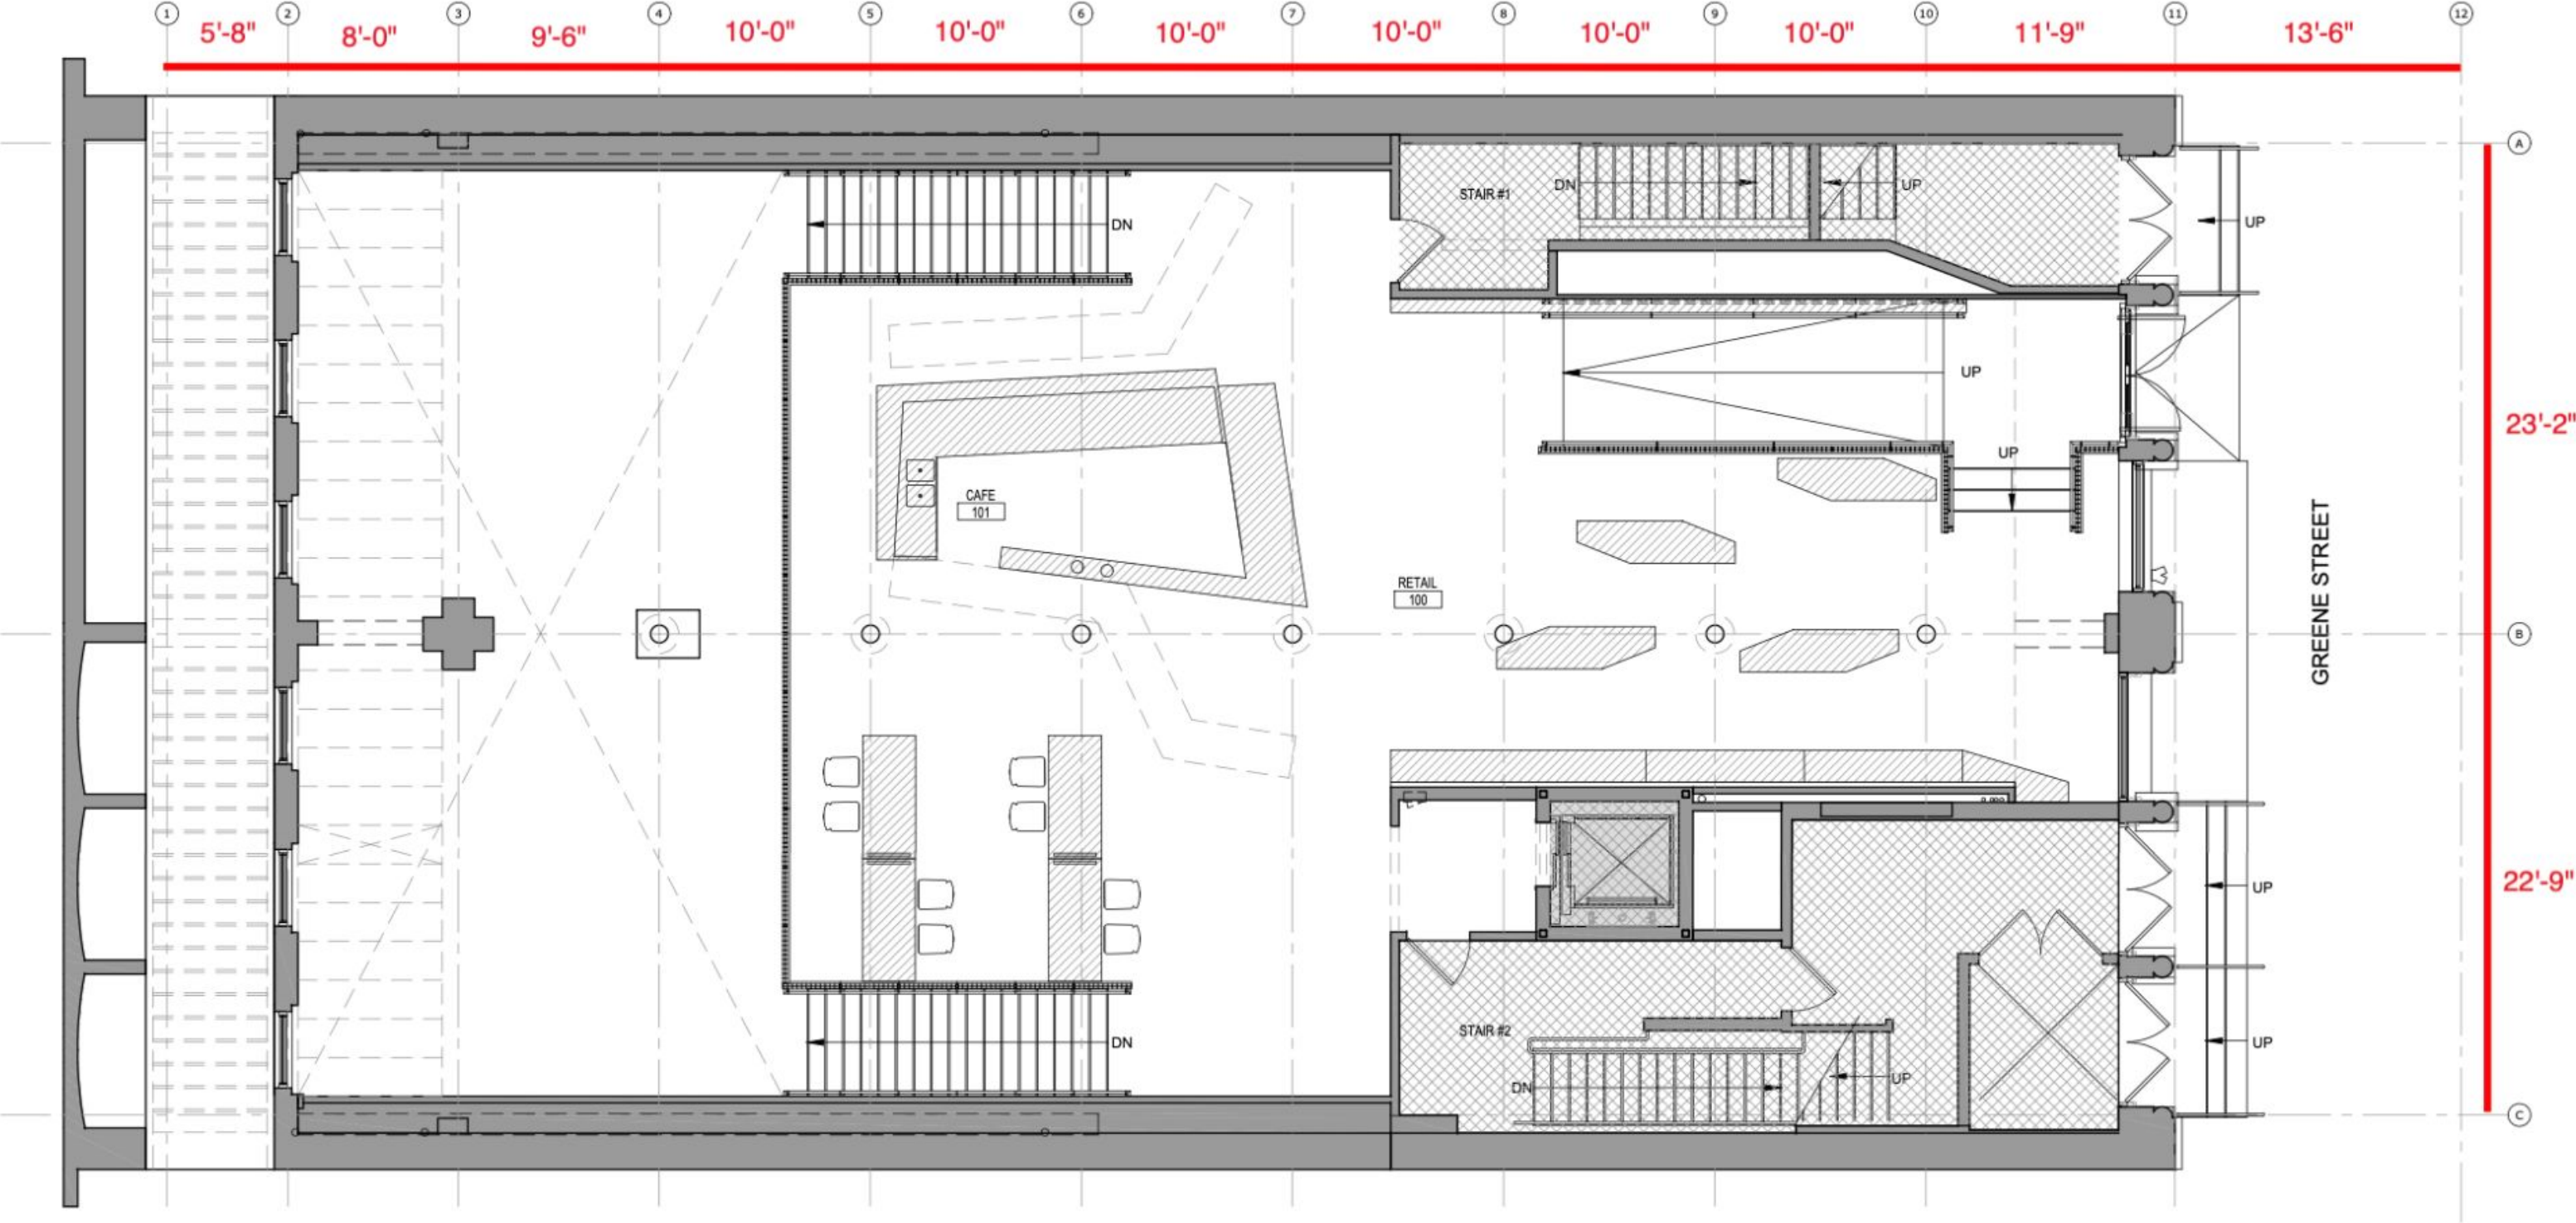 1 2 3 4 5 6 7 8 9 10 11 12
5'-8" 8'-0" 9'-6" 10'-0" 10'-0" 10'-0" 10'-0" 10'-0" 10'-0" 11'-9" 13'-6"
A
STAIR #1
DN
UP
DN
UP
UP
23'-2"
UP
CAFE
101
RETAIL
100
GREENE STREET
B
22'-9"
UP
STAIR #2
DN
UP
DN
UP
C